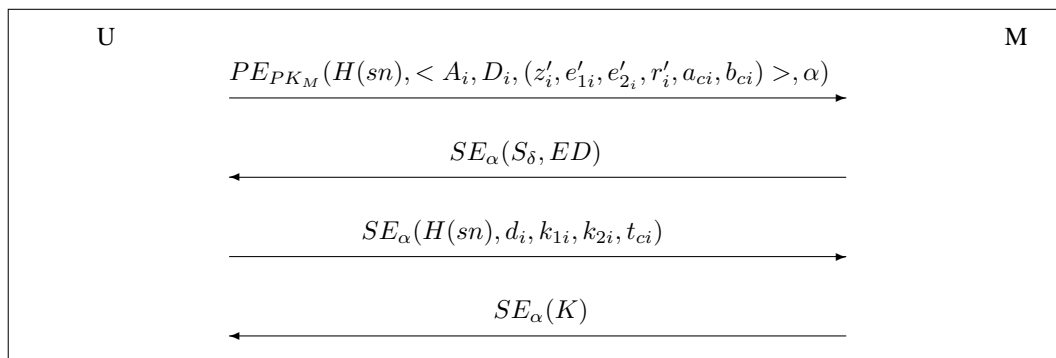 U M
PE_{PK_M}(H(sn), < A_i, D_i, (z'_i, e'_{1i}, e'_{2_i}, r'_i, a_{ci}, b_{ci}) >, α)
SE_α(S_δ, ED)
SE_α(H(sn), d_i, k_{1i}, k_{2i}, t_{ci})
SE_α(K)